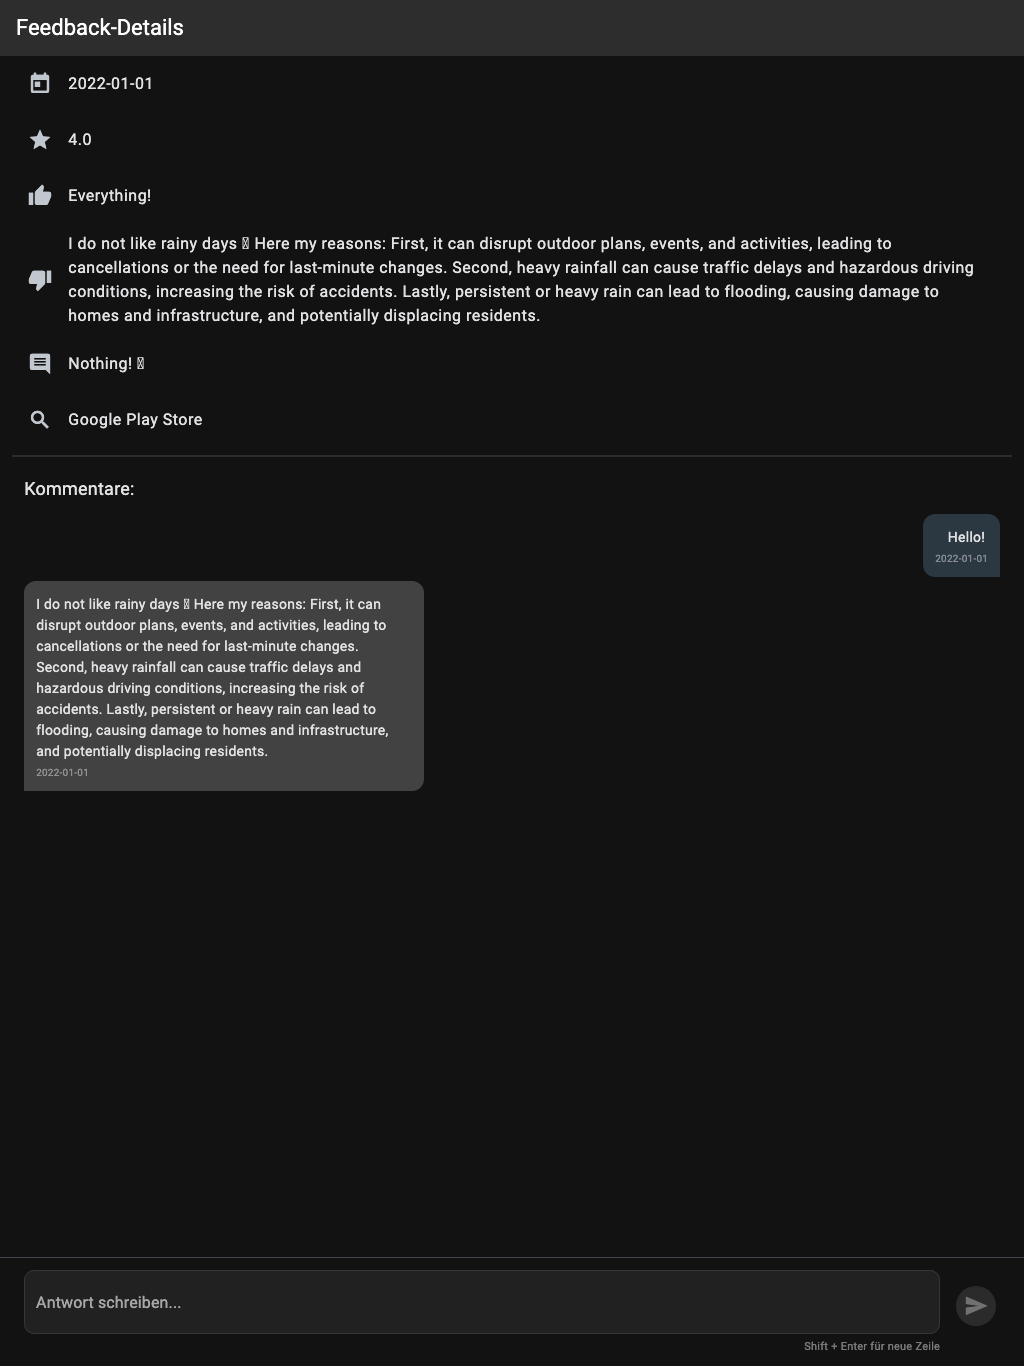 Feedback-Details
2022-01-01
4.0
Everything!
I do not like rainy days Here my reasons: First, it can disrupt outdoor plans, events, and activities, leading to
cancellations or the need for last-minute changes. Second, heavy rainfall can cause traffic delays and hazardous driving
conditions, increasing the risk of accidents. Lastly, persistent or heavy rain can lead to flooding, causing damage to
homes and infrastructure, and potentially displacing residents.
Nothing!
Google Play Store
Kommentare:
Hello!
2022-01-01
I do not like rainy days Here my reasons: First, it can
disrupt outdoor plans, events, and activities, leading to
cancellations or the need for last-minute changes.
Second, heavy rainfall can cause traffic delays and
hazardous driving conditions, increasing the risk of
accidents. Lastly, persistent or heavy rain can lead to
flooding, causing damage to homes and infrastructure,
and potentially displacing residents.
2022-01-01
Antwort schreiben...
Shift + Enter für neue Zeile